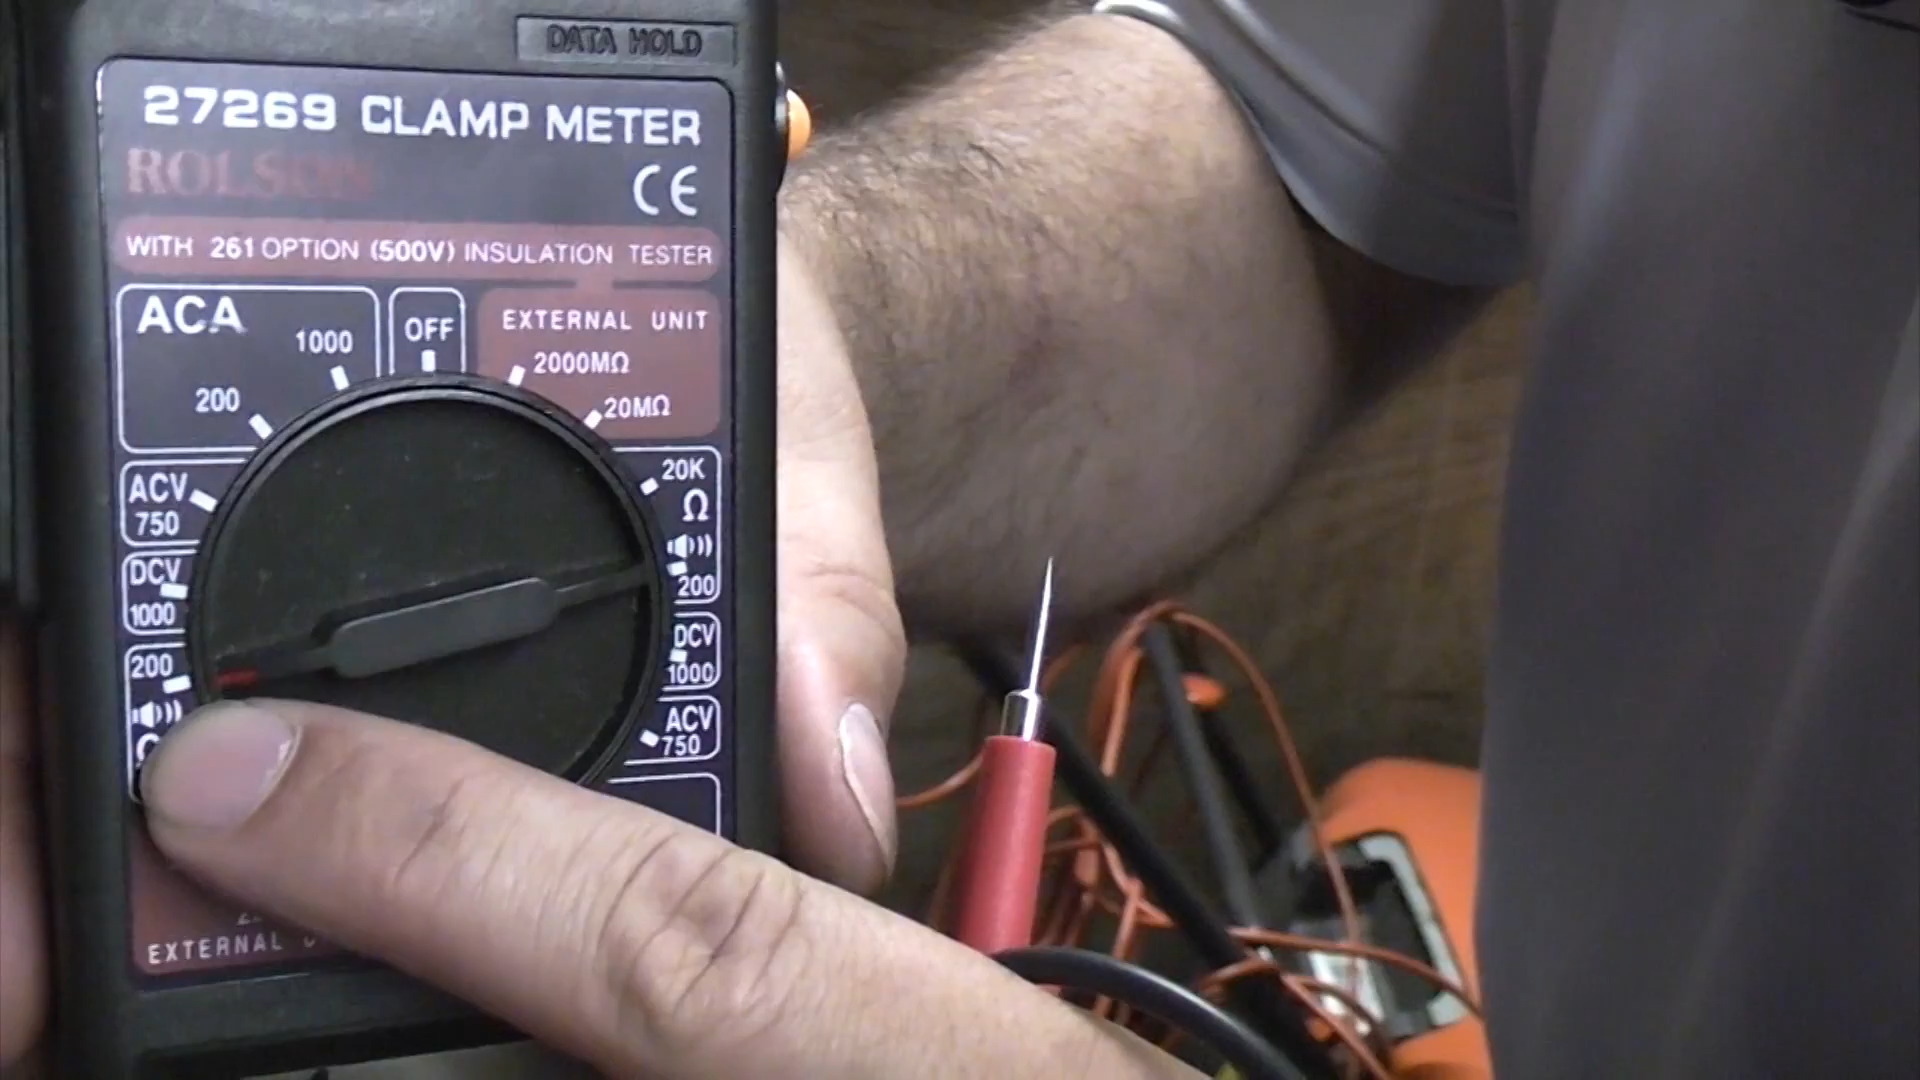 DATA HOLD
27269 CLAMP METER
ROLSON
CE
WITH 261 OPTION (500V) INSULATION TESTER
ACA
1000
200
OFF
EXTERNAL UNIT
2000MΩ
20MΩ
ACV
750
DCV
1000
200
20K
Ω
200
DCV
1000
ACV
750
EXTERNAL